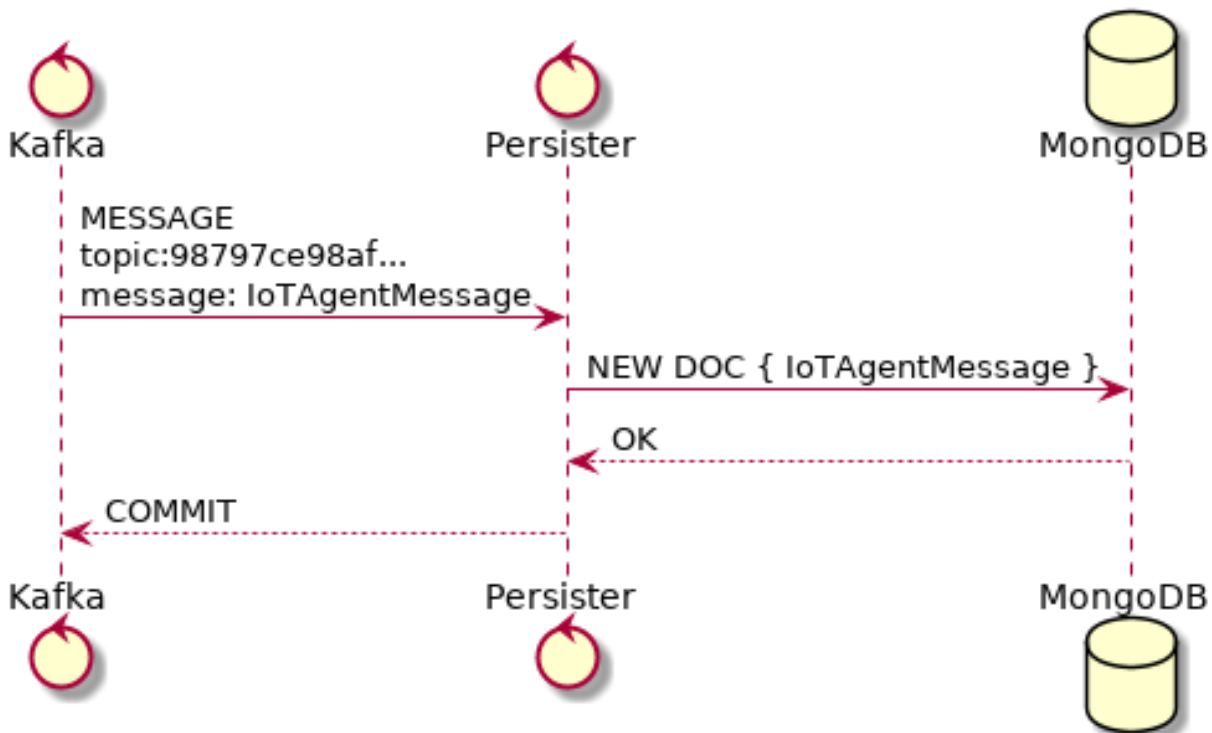 Kafka
Persister
MongoDB
MESSAGE
topic:98797ce98af...
message: IoTAgentMessage
NEW DOC { IoTAgentMessage }
OK
COMMIT
Kafka
Persister
MongoDB